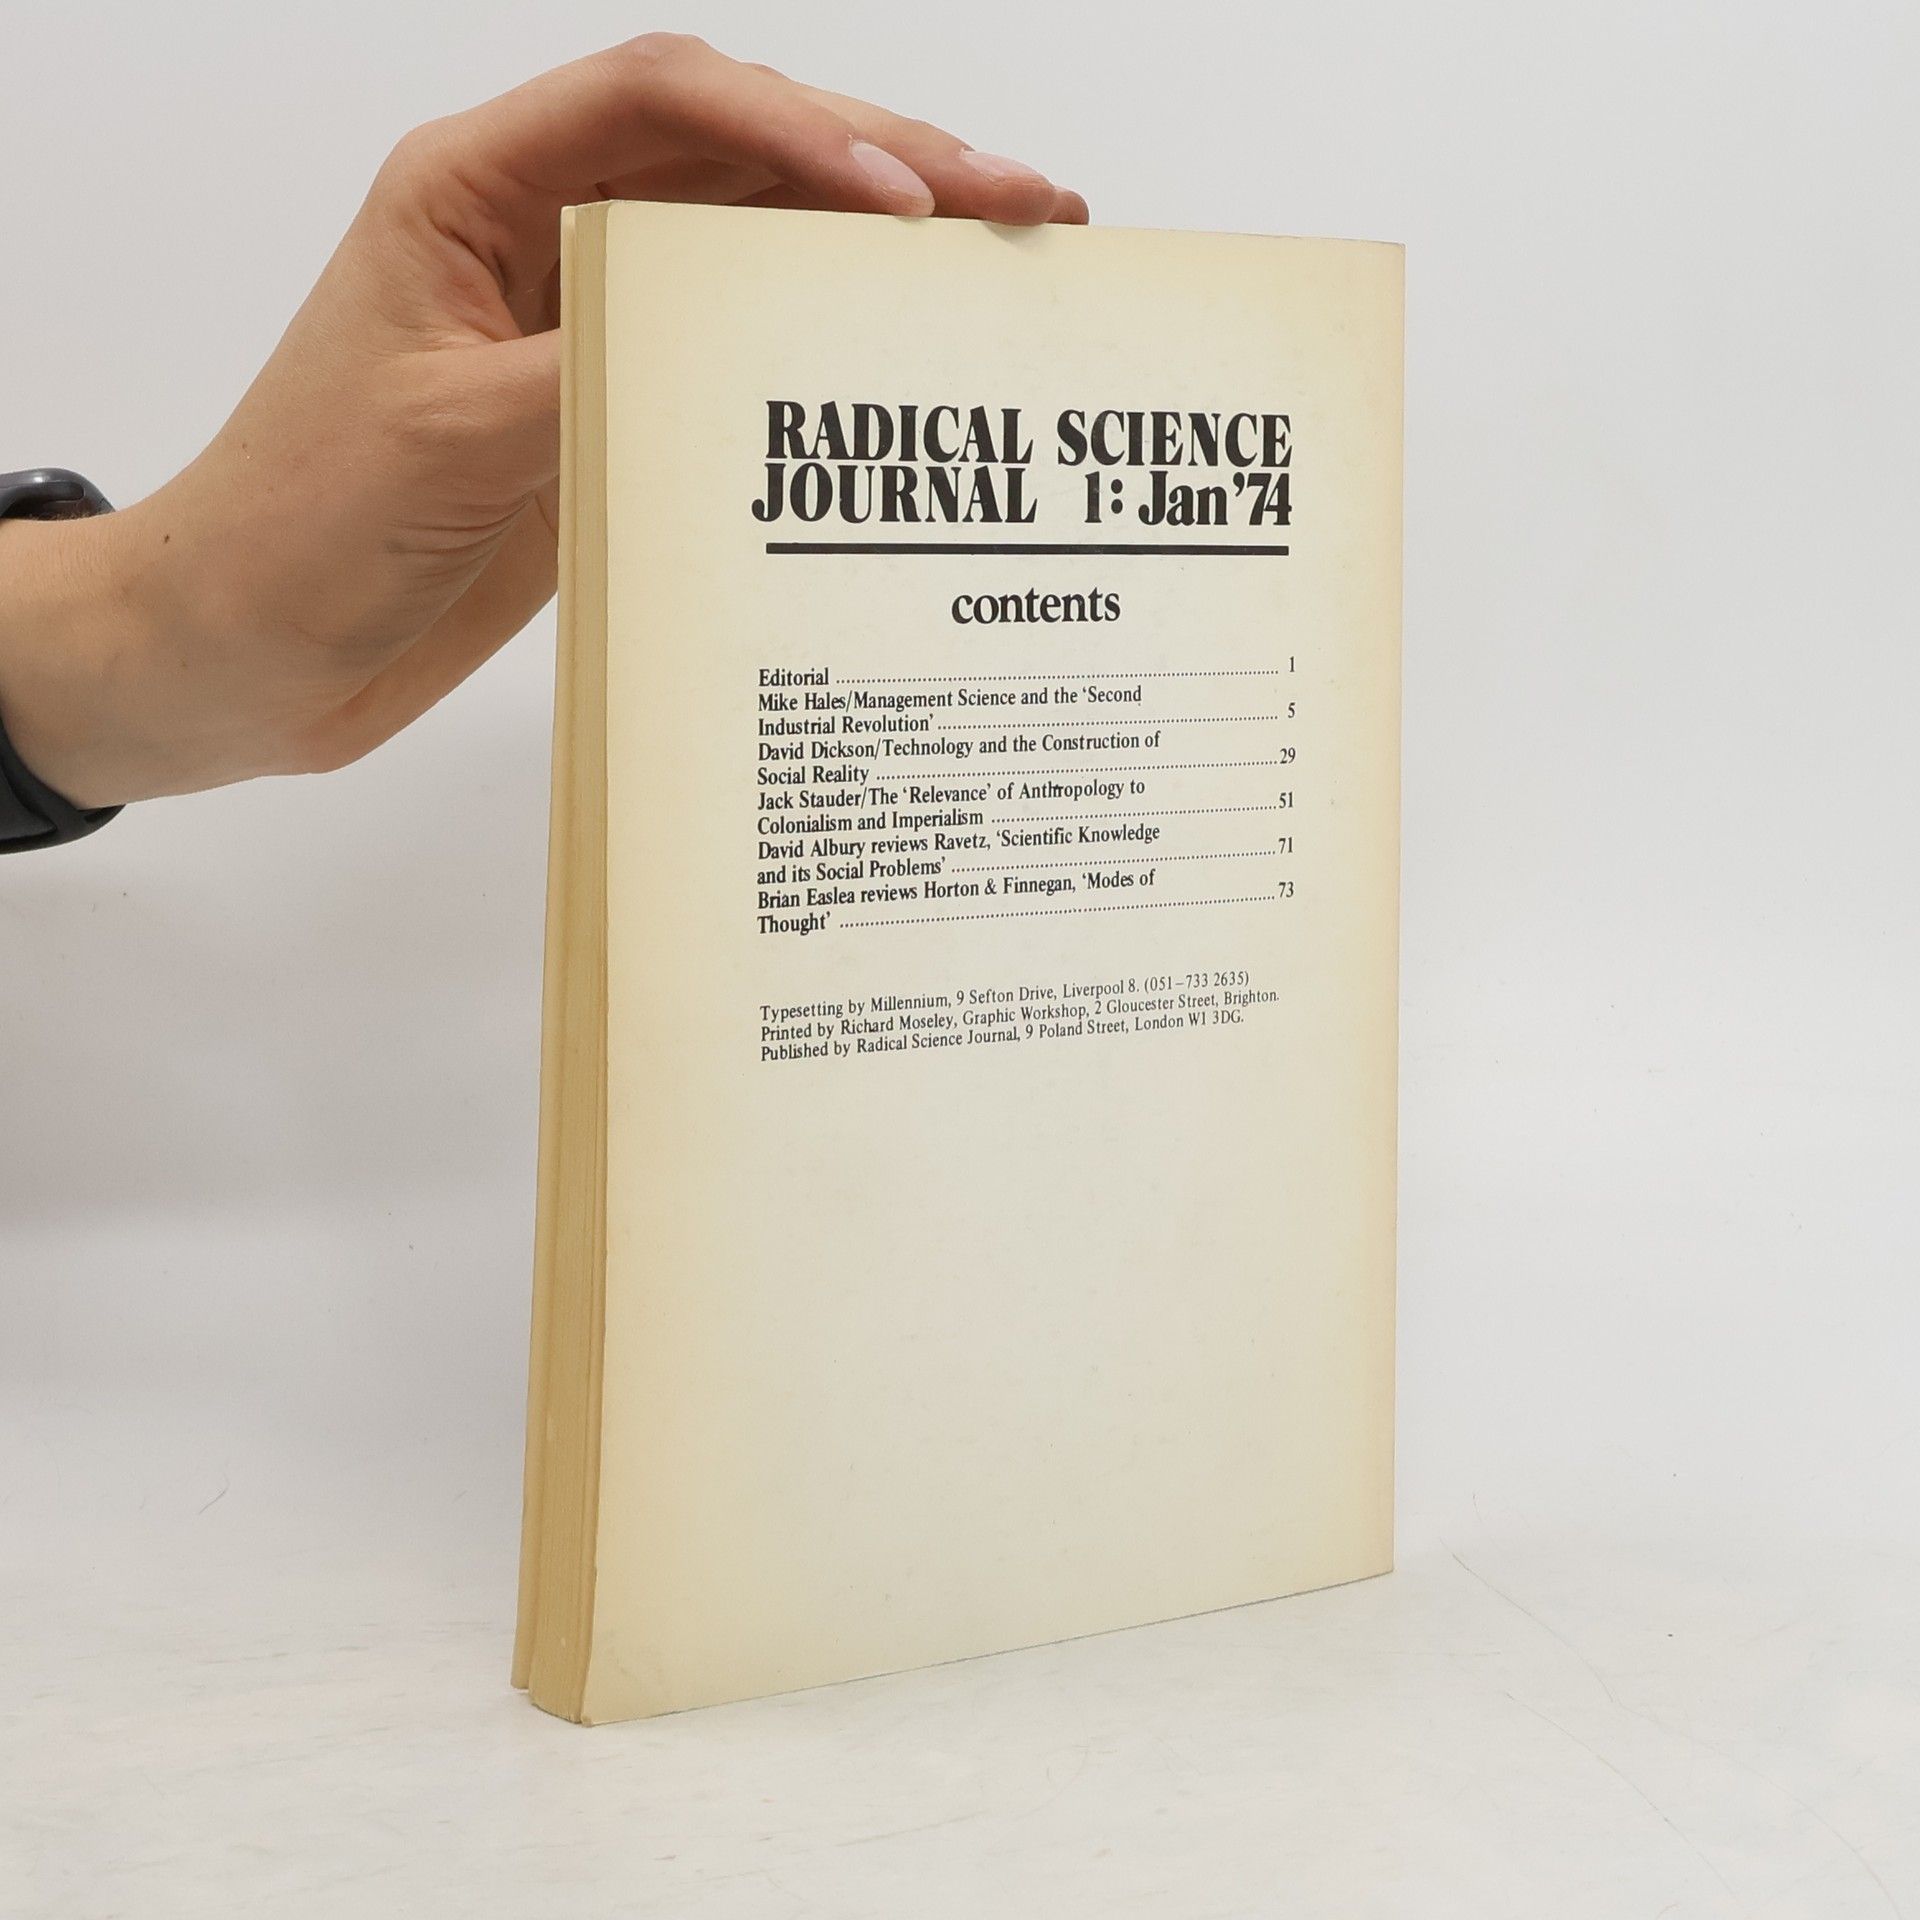 RADICAL SCIENCE
JOURNAL 1: Jan '74
contents
Editorial ........ 1
Mike Hales/Management Science and the 'Second
Industrial Revolution' ........ 5
David Dickson/Technology and the Construction of
Social Reality ........ 29
Jack Stauder/The 'Relevance' of Anthropology to
Colonialism and Imperialism ........ 51
David Albury reviews Ravetz, 'Scientific Knowledge
and its Social Problems' ........ 71
Brian Easlea reviews Horton & Finnegan, 'Modes of
Thought' ........ 73
Typesetting by Millennium, 9 Sefton Drive, Liverpool 8. (051–733 2635)
Printed by Richard Moseley, Graphic Workshop, 2 Gloucester Street, Brighton.
Published by Radical Science Journal, 9 Poland Street, London W1 3DG.